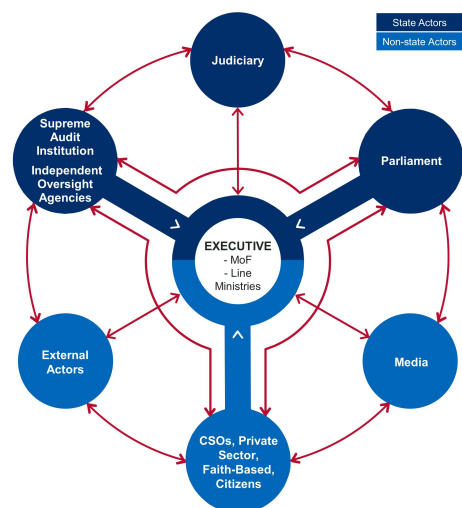 State Actors
Non-state Actors
Judiciary
Supreme
Audit
Institution
Independent
Oversight
Agencies
Parliament
EXECUTIVE
- MoF
- Line
Ministries
External
Actors
Media
CSOs, Private
Sector,
Faith-Based,
Citizens